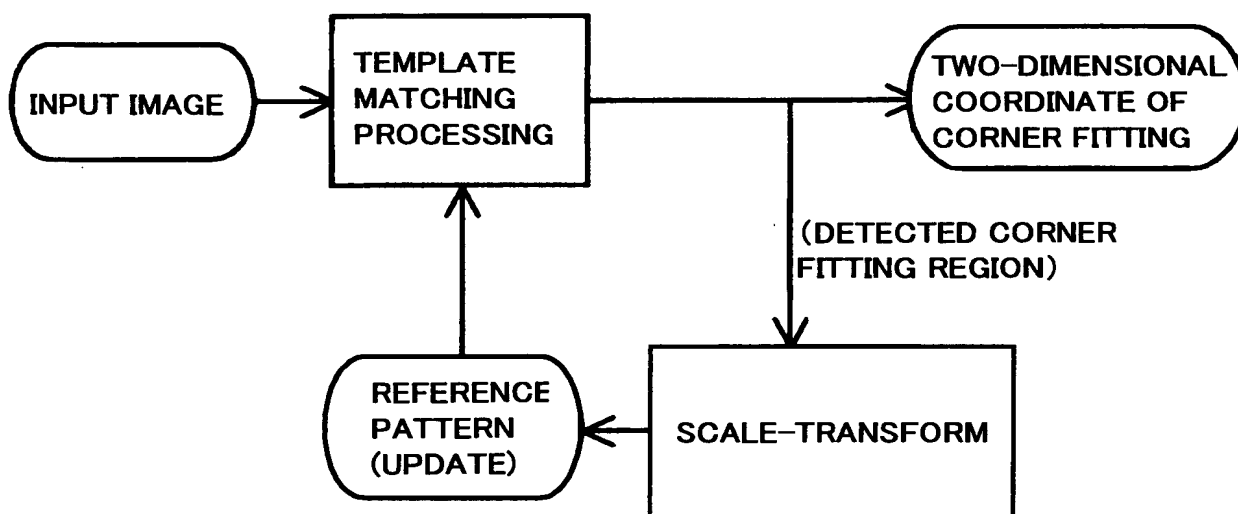 INPUT IMAGE
TEMPLATE
MATCHING
PROCESSING
TWO-DIMENSIONAL
COORDINATE OF
CORNER FITTING
(DETECTED CORNER
FITTING REGION)
REFERENCE
PATTERN
(UPDATE)
SCALE-TRANSFORM